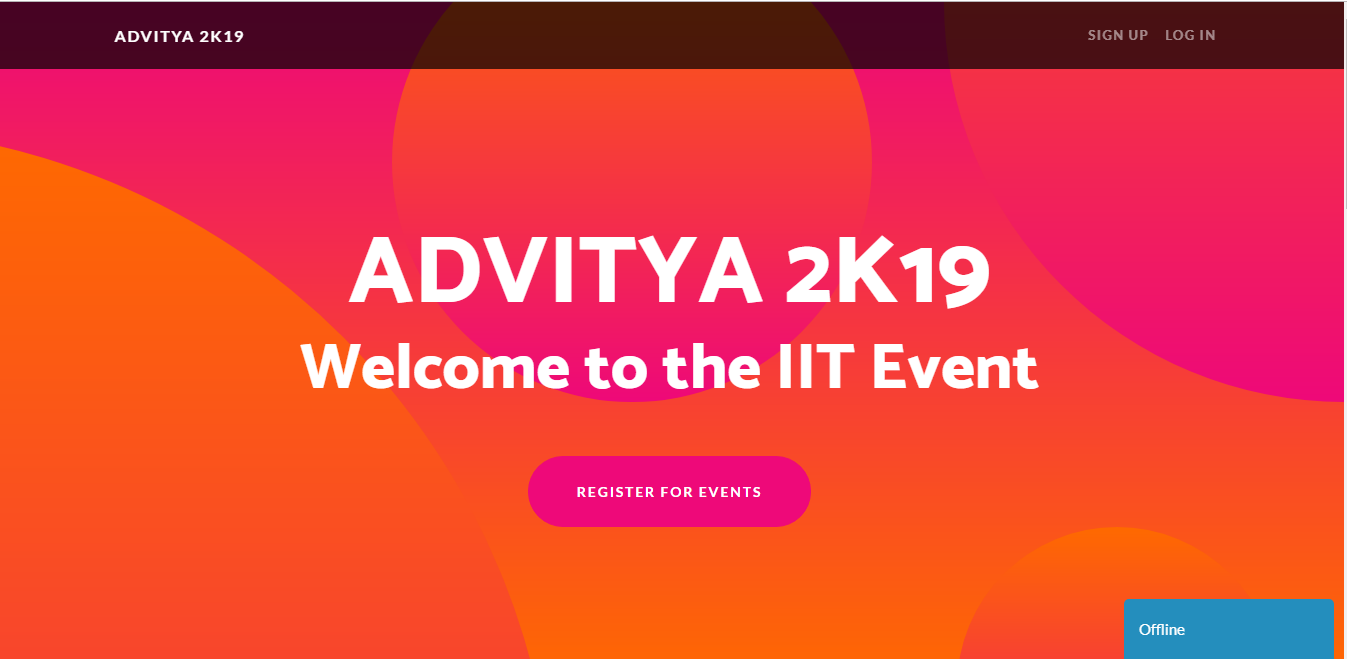 ADVITYA 2K19
SIGN UP LOG IN
ADVITYA 2K19
Welcome to the IIT Event
REGISTER FOR EVENTS
Offline